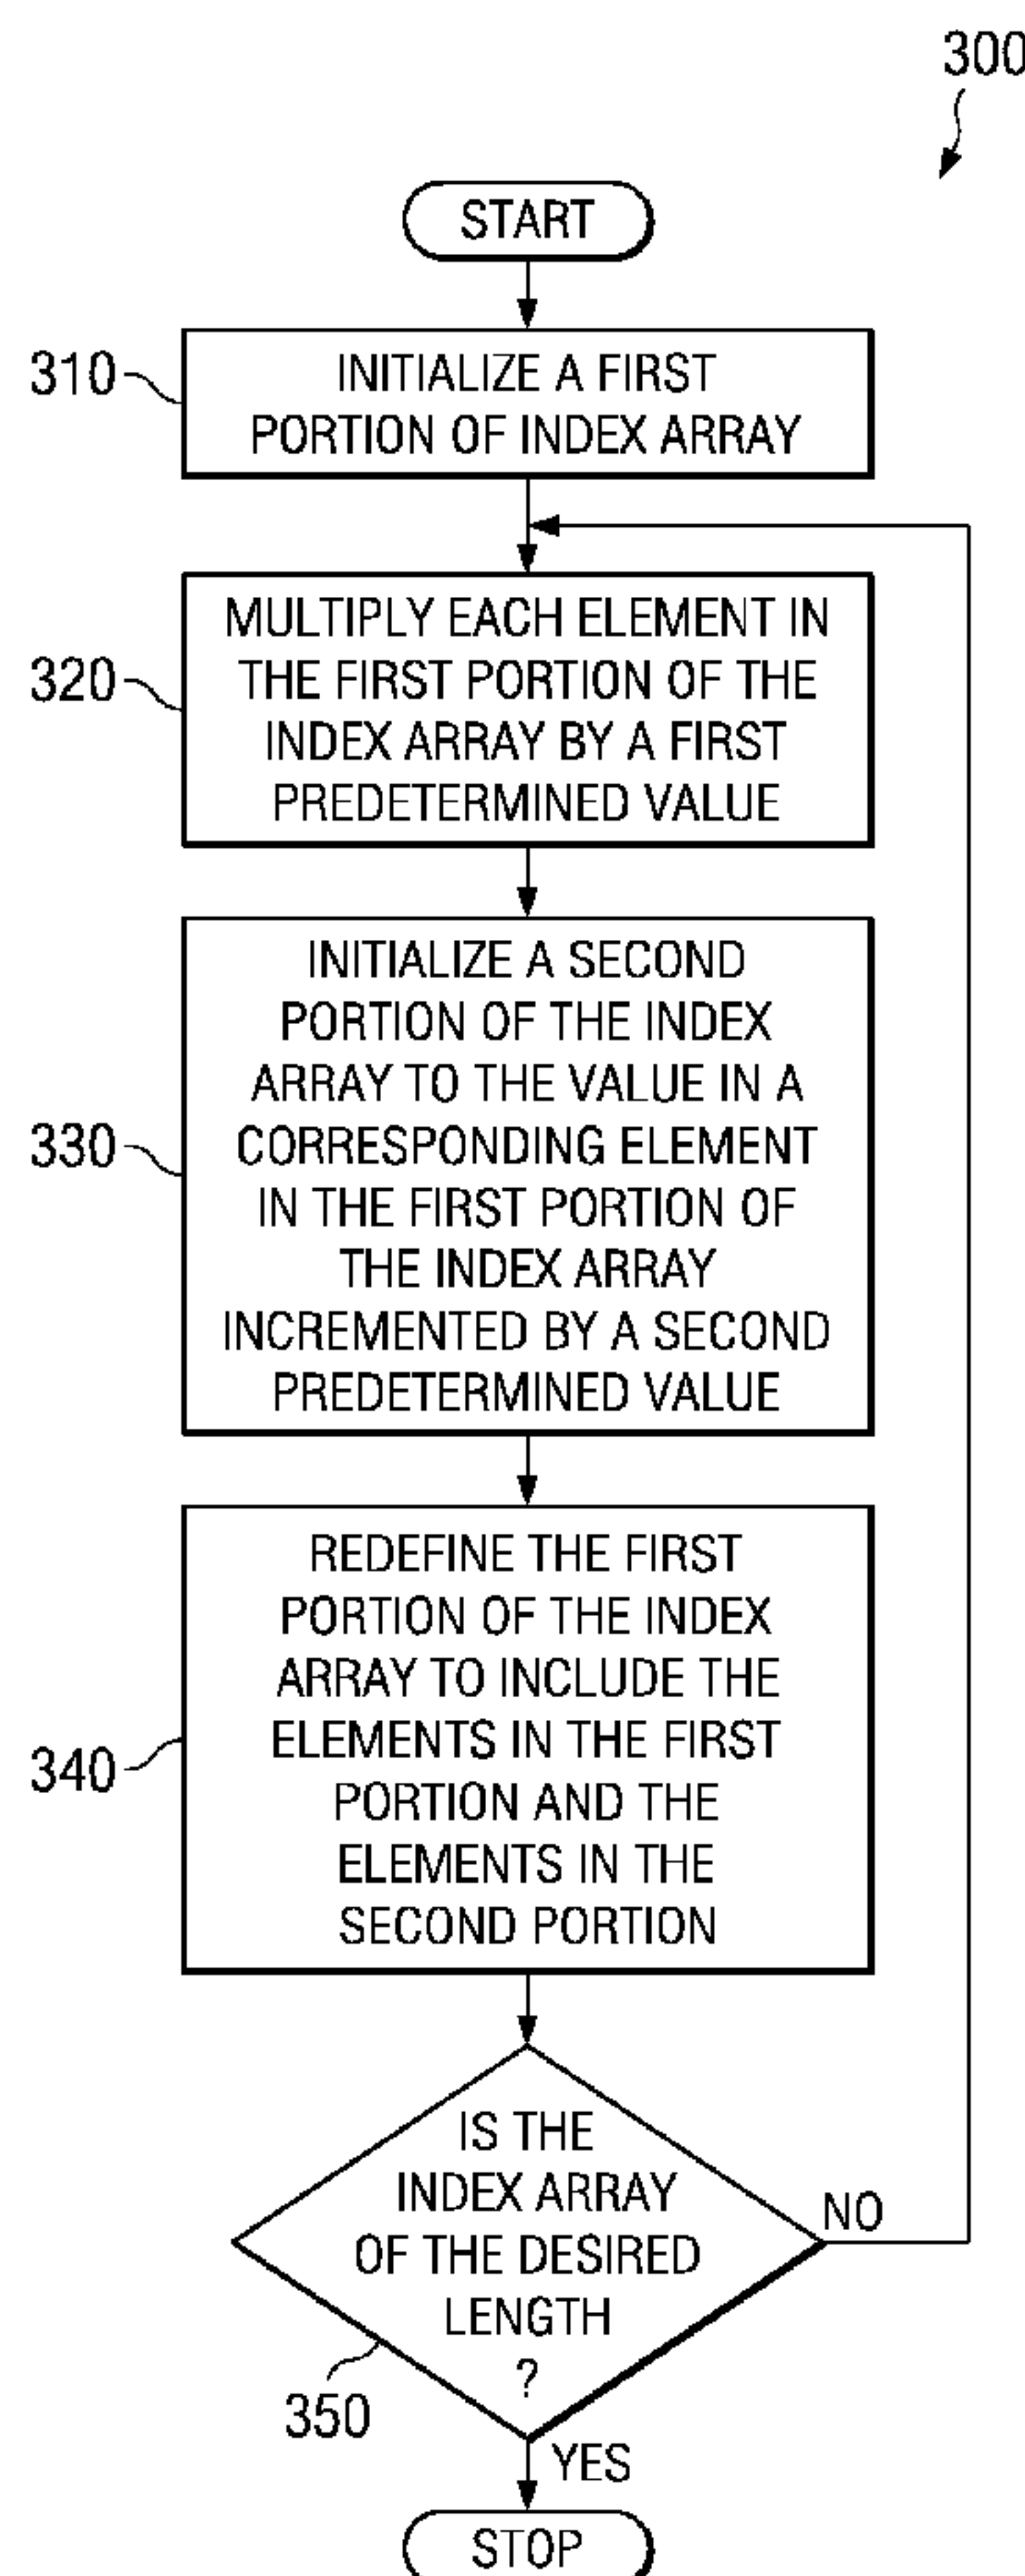 300
START
310
INITIALIZE A FIRST
PORTION OF INDEX ARRAY
320
MULTIPLY EACH ELEMENT IN
THE FIRST PORTION OF THE
INDEX ARRAY BY A FIRST
PREDETERMINED VALUE
330
INITIALIZE A SECOND
PORTION OF THE INDEX
ARRAY TO THE VALUE IN A
CORRESPONDING ELEMENT
IN THE FIRST PORTION OF
THE INDEX ARRAY
INCREMENTED BY A SECOND
PREDETERMINED VALUE
340
REDEFINE THE FIRST
PORTION OF THE INDEX
ARRAY TO INCLUDE THE
ELEMENTS IN THE FIRST
PORTION AND THE
ELEMENTS IN THE
SECOND PORTION
IS THE
INDEX ARRAY
OF THE DESIRED
LENGTH
?
NO
350
YES
STOP